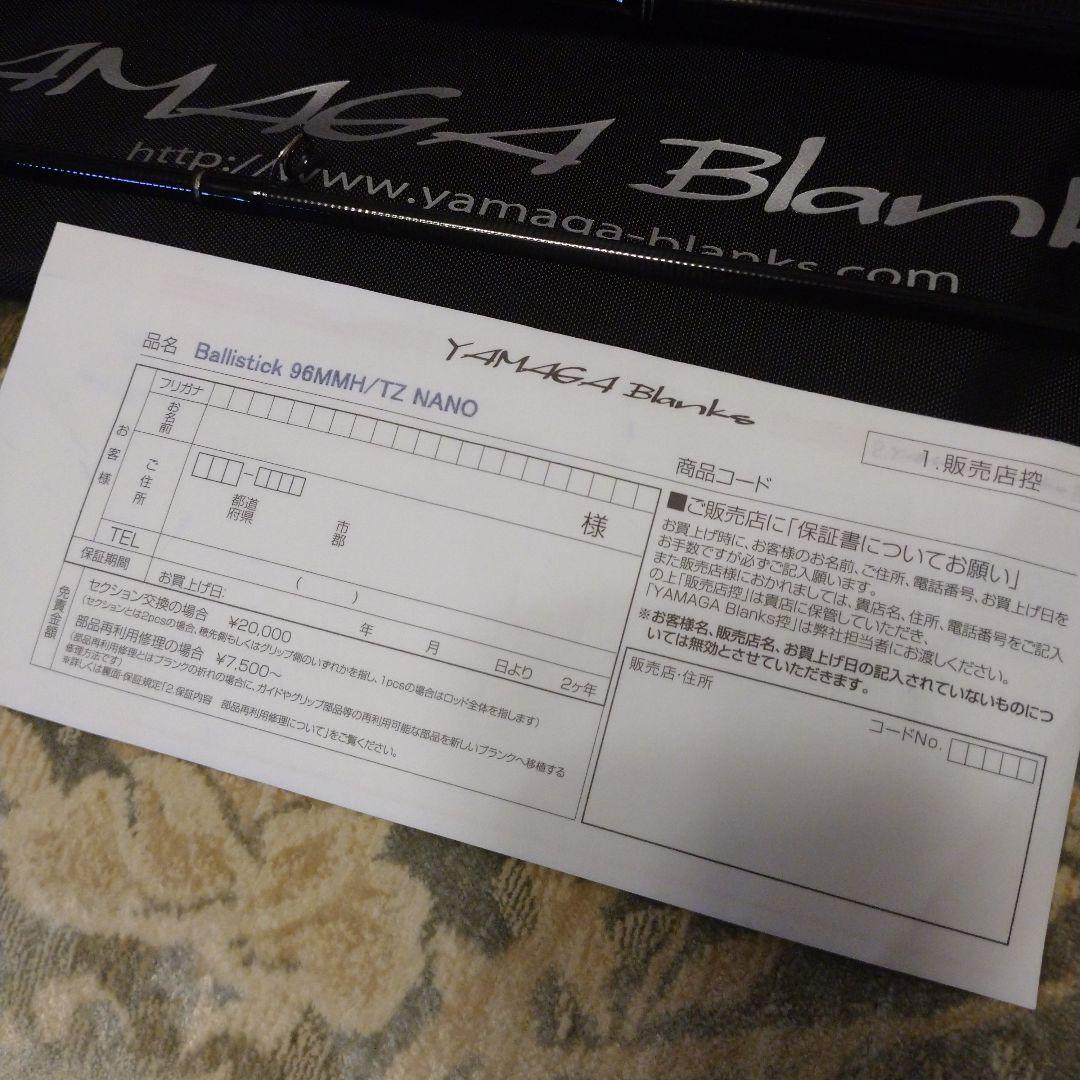 AMAGA Blank
http://www.yamaga-blanks.com
品名 Ballistick 96MMH/TZ NANO
YAMAGA Blanks
1.販売店控
お客様
フリガナ
お名前
様
ご住所
都道府県
市郡
TEL
( )
保証期間
お買上げ日: 年 月 日より 2ヶ年
免責金額
セクション交換の場合 ¥20,000
(セクションとは2pcsの場合、穂先側もしくはグリップ側のいずれかを指し、1pcsの場合はロッド全体を指します)
部品再利用修理の場合 ¥7,500~
(部品再利用修理とはブランクの折れの場合に、ガイドやグリップ部品等の再利用可能な部品を新しいブランクへ移植する
修理方法です)
※詳しくは裏面・保証規定「2.保証内容 部品再利用修理について」をご覧ください。
商品コード
■ご販売店に「保証書についてお願い」
お買上げ時に、お客様のお名前、ご住所、電話番号、お買上げ日を
お手数ですが必ずご記入願います。
また販売店様におかれましては、貴店名、住所、電話番号をご記入
の上「販売店控」は貴店に保管していただき、
「YAMAGA Blanks控」は弊社担当者にお渡しください。
※お客様名、販売店名、お買上げ日の記入されていないものにつ
いては無効とさせていただきます。
販売店・住所
コードNo.